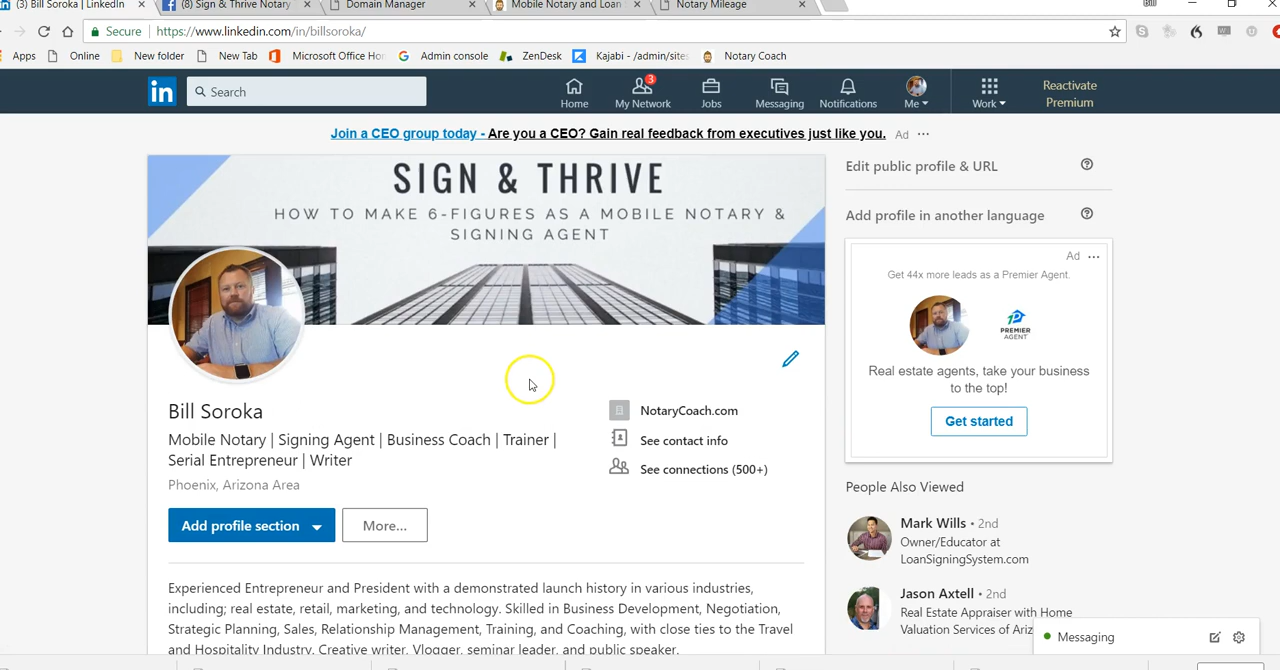 (3) Bill Soroka | LinkedIn
(8) Sign & Thrive Notary
Domain Manager
Mobile Notary and Loan
Notary Mileage
Bill
Secure | https://www.linkedin.com/in/billsoroka/
Apps Online New folder New Tab Microsoft Office Ho Admin console ZenDesk Kajabi - /admin/sites Notary Coach
in Search Home My Network 3 Jobs Messaging Notifications Me Work Reactivate Premium
Join a CEO group today - Are you a CEO? Gain real feedback from executives just like you. Ad ...
SIGN & THRIVE
HOW TO MAKE 6-FIGURES AS A MOBILE NOTARY &
SIGNING AGENT
Bill Soroka
Mobile Notary | Signing Agent | Business Coach | Trainer |
Serial Entrepreneur | Writer
Phoenix, Arizona Area
NotaryCoach.com
See contact info
See connections (500+)
Add profile section
More...
Experienced Entrepreneur and President with a demonstrated launch history in various industries,
including; real estate, retail, marketing, and technology. Skilled in Business Development, Negotiation,
Strategic Planning, Sales, Relationship Management, Training, and Coaching, with close ties to the Travel
and Hospitality Industry. Creative writer, Vlogger, seminar leader, and public speaker.
Edit public profile & URL
Add profile in another language
Ad ...
Get 44x more leads as a Premier Agent.
PREMIER
AGENT
Real estate agents, take your business
to the top!
Get started
People Also Viewed
Mark Wills • 2nd
Owner/Educator at
LoanSigningSystem.com
Jason Axtell • 2nd
Real Estate Appraiser with Home
Valuation Services of Ariz
Messaging